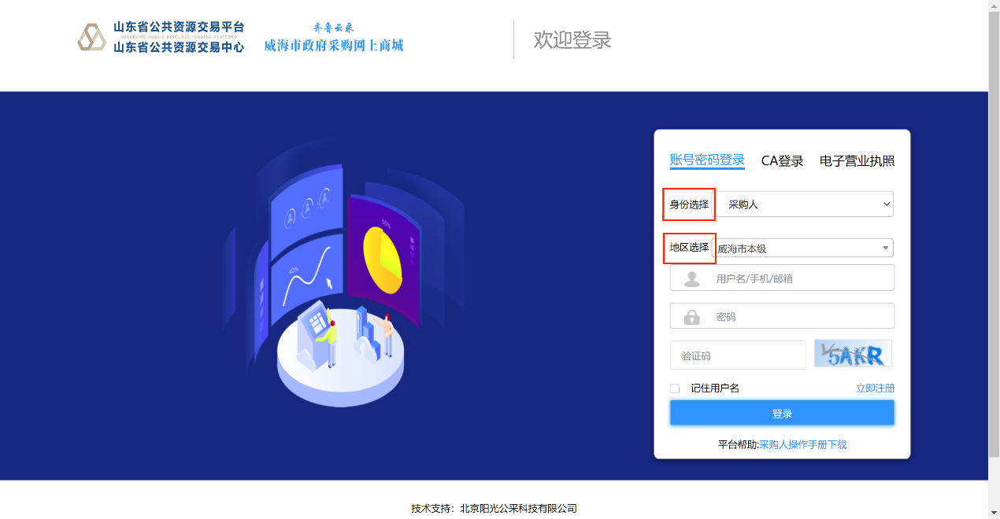 山东省公共资源交易平台
SHANDONG PUBLIC RESOURCE TRADING PLATFORM
山东省公共资源交易中心
齐鲁云采
威海市政府采购网上商城
欢迎登录
账号密码登录 CA登录 电子营业执照
身份选择 采购人
地区选择 威海市本级
用户名/手机/邮箱
密码
验证码 5AKR
记住用户名 立即注册
登录
平台帮助:采购人操作手册下载
65%
40%
技术支持：北京阳光公采科技有限公司